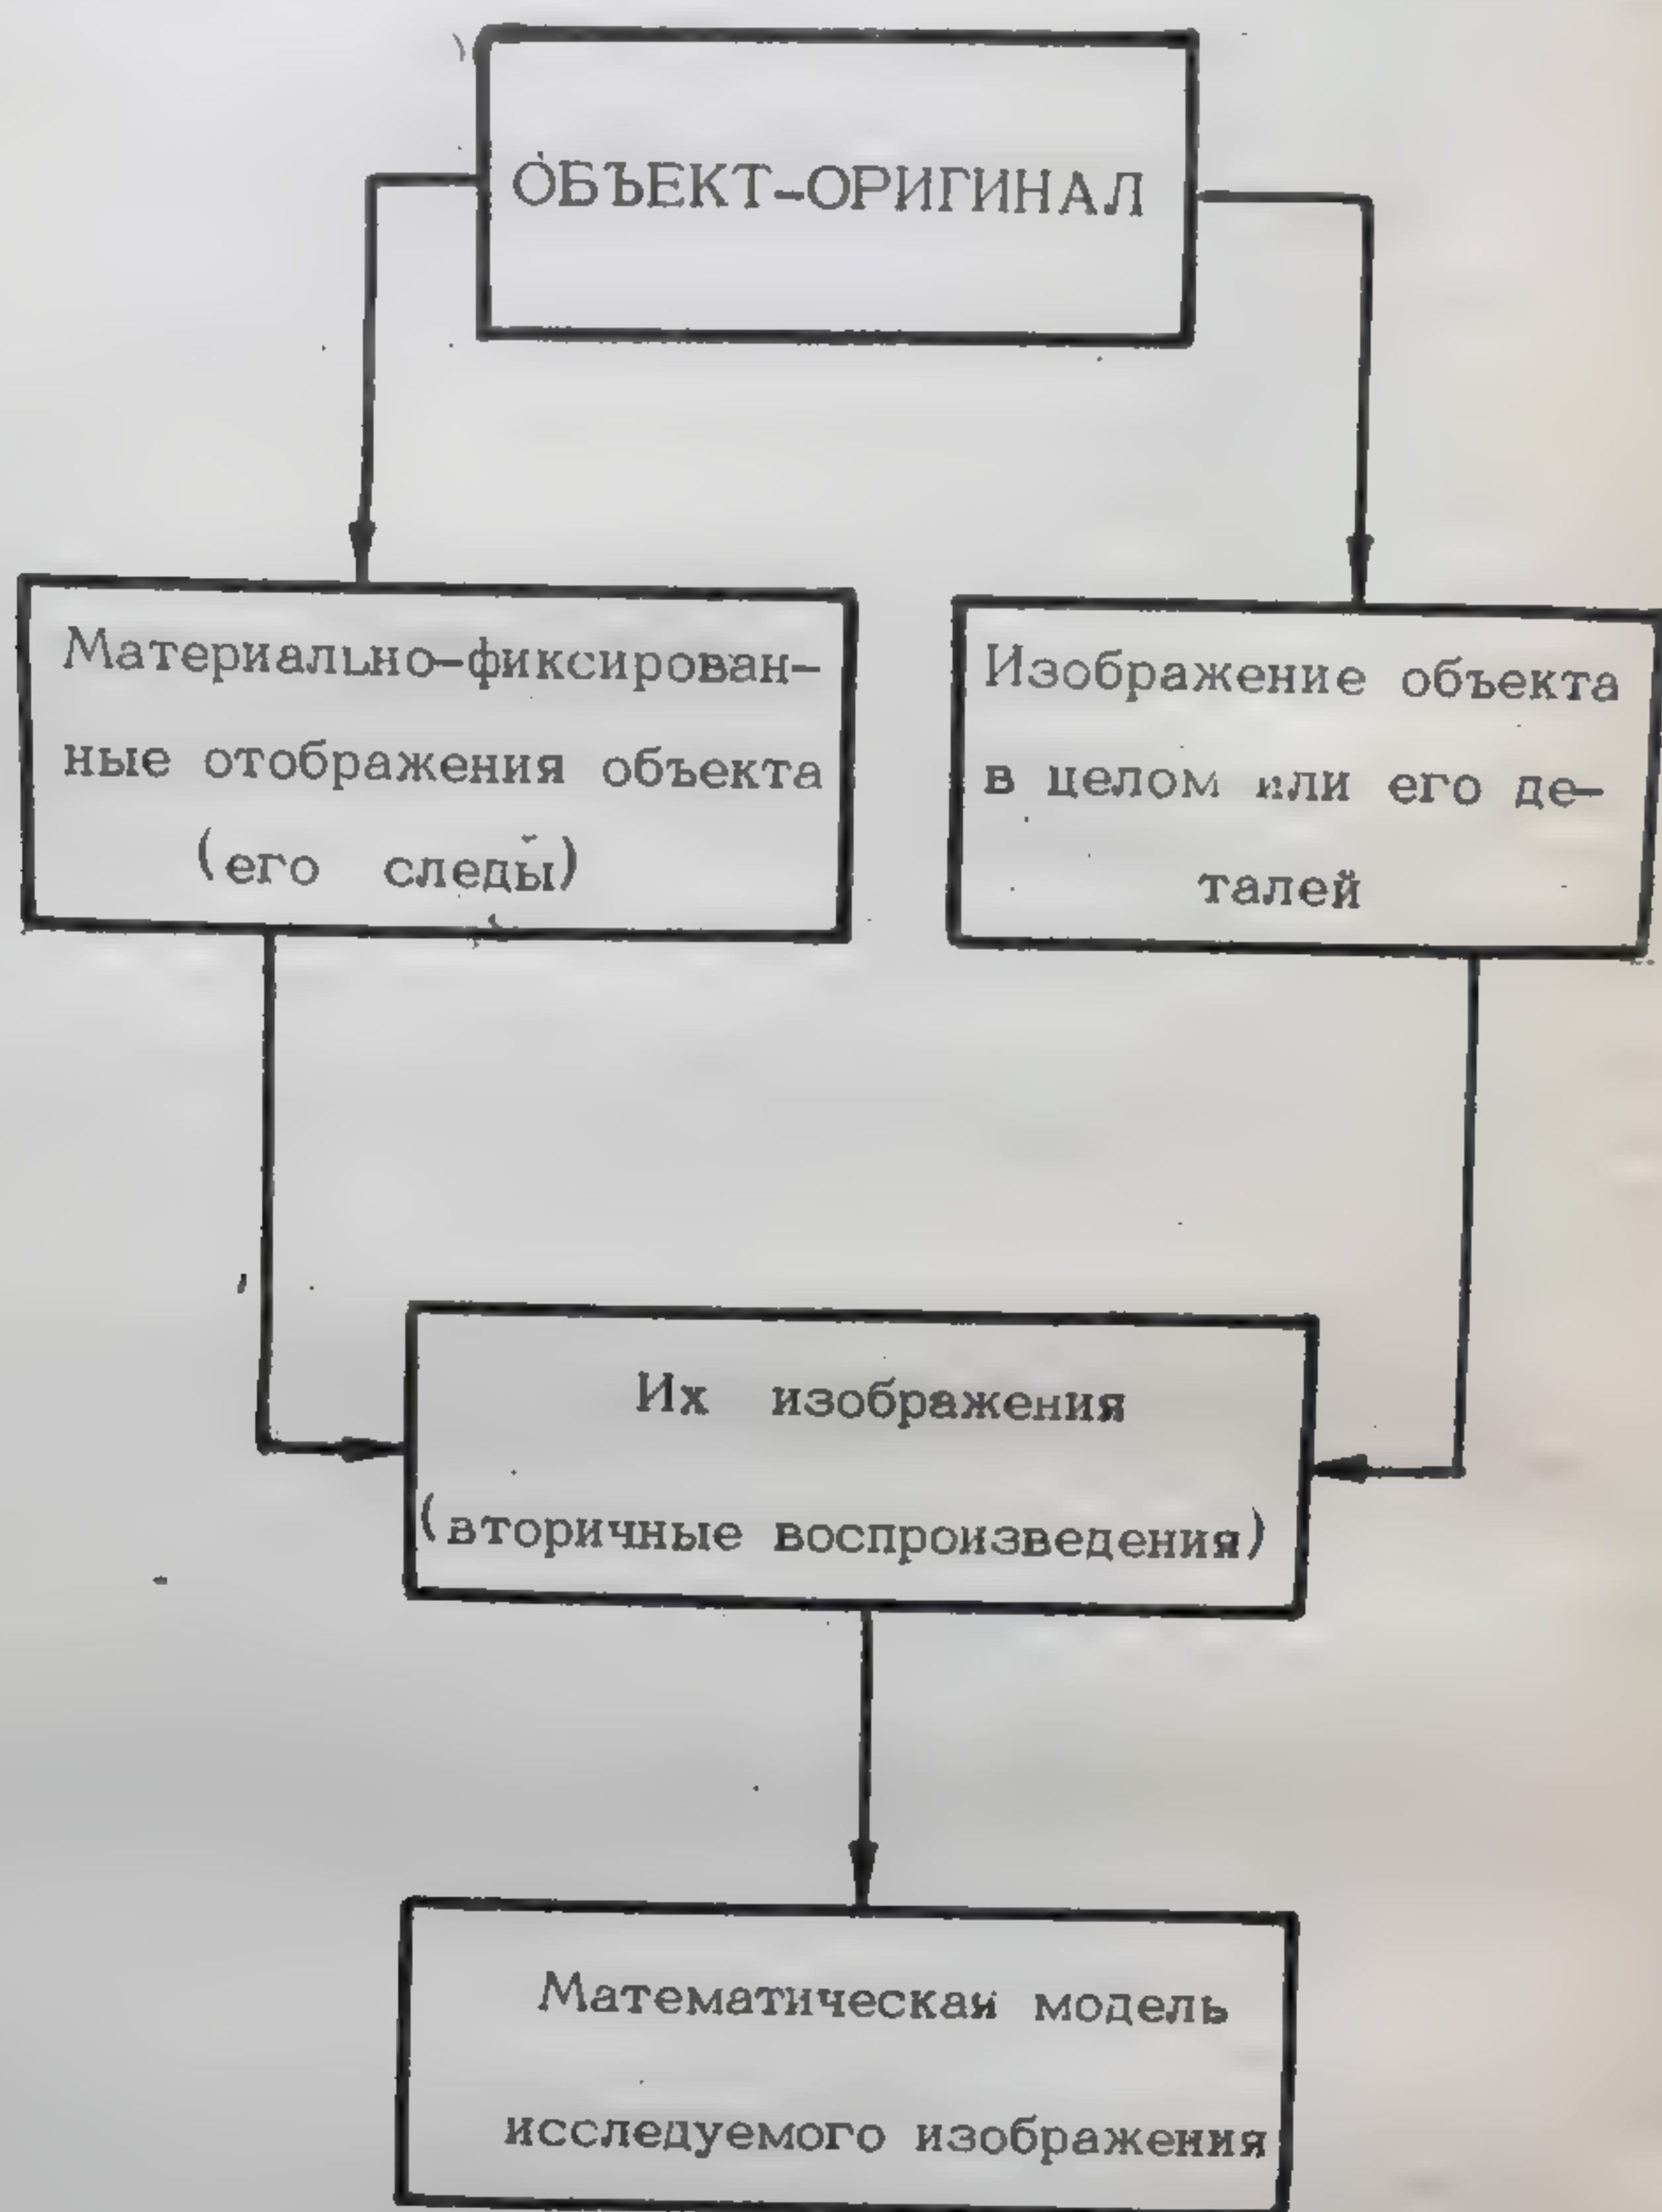 ОБЪЕКТ-ОРИГИНАЛ
Материально-фиксирован-
ные отображения объекта
(его следы)
Изображение объекта
в целом или его де-
талей
Их изображения
(вторичные воспроизведения)
Математическая модель
исследуемого изображения